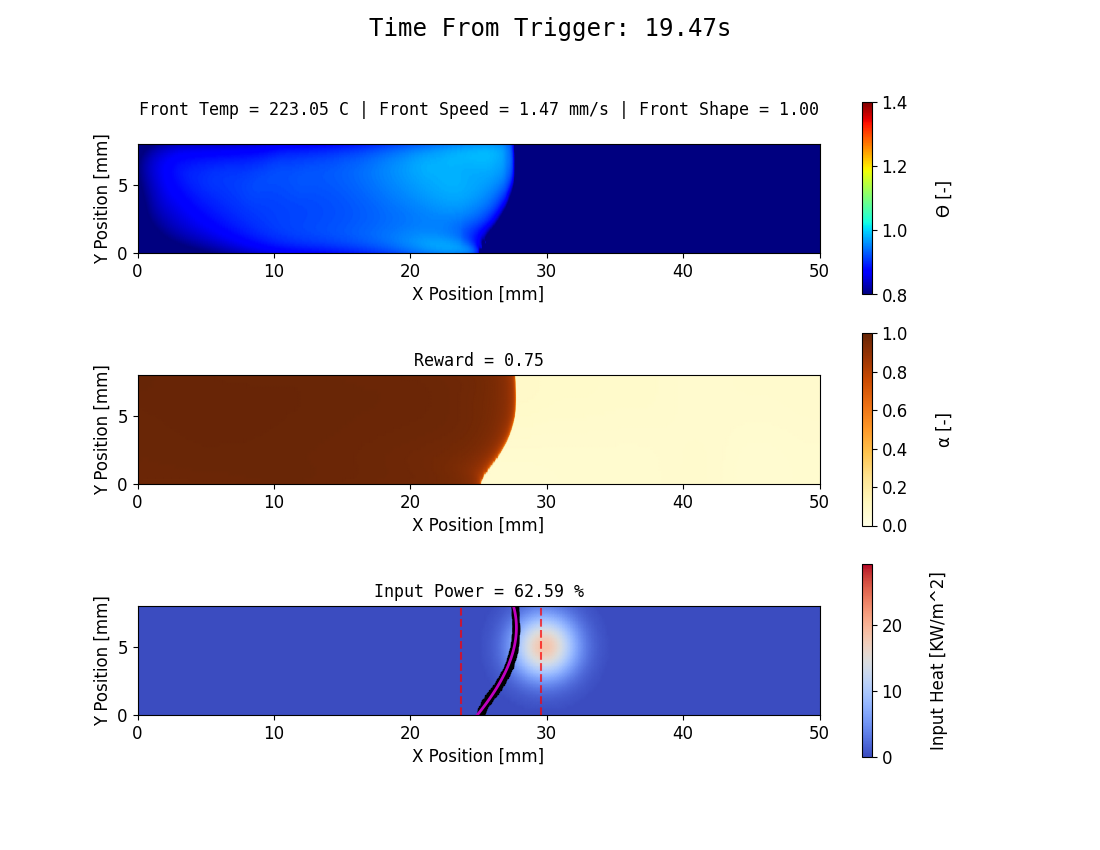 Time From Trigger: 19.47s
Front Temp = 223.05 C | Front Speed = 1.47 mm/s | Front Shape = 1.00
Y Position [mm]
5
0
0 10 20 30 40 50
X Position [mm]
1.4
1.2
1.0
0.8
Θ [-]
Reward = 0.75
Y Position [mm]
5
0
0 10 20 30 40 50
X Position [mm]
1.0
0.8
0.6
0.4
0.2
0.0
α [-]
Input Power = 62.59 %
Y Position [mm]
5
0
0 10 20 30 40 50
X Position [mm]
20
10
0
Input Heat [KW/m^2]